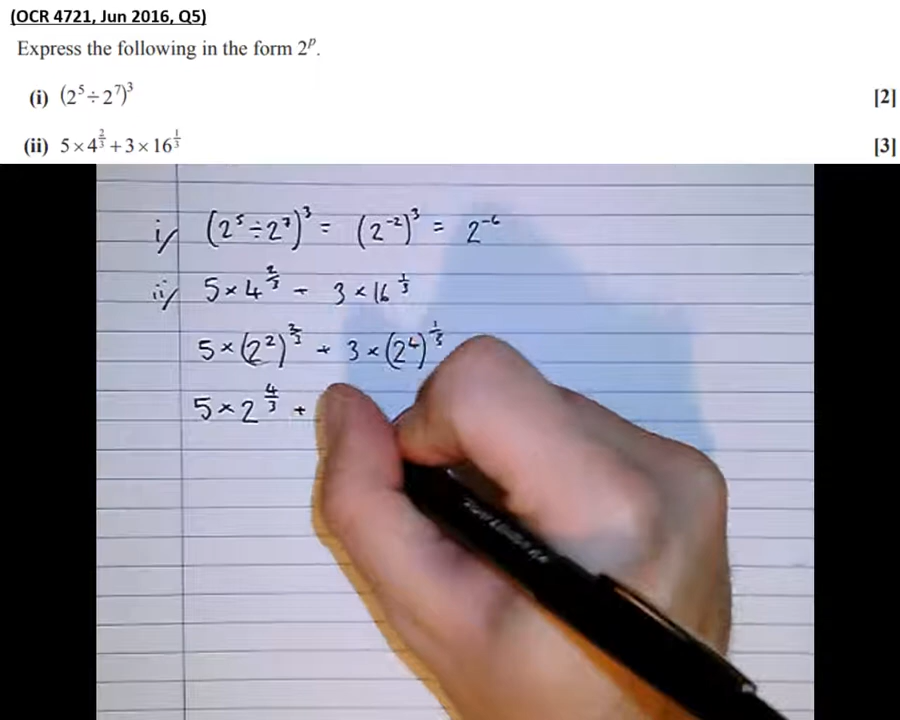 (OCR 4721, Jun 2016, Q5)
Express the following in the form 2^p.
(i) (2^5 ÷ 2^7)^3 [2]
(ii) 5 × 4^{2/3} + 3 × 16^{1/3} [3]
i/ (2^5 ÷ 2^7)^3 = (2^{-2})^3 = 2^{-6}
ii/ 5 × 4^{2/3} + 3 × 16^{1/3}
5 × (2^2)^{2/3} + 3 × (2^4)^{1/3}
5 × 2^{4/3} +